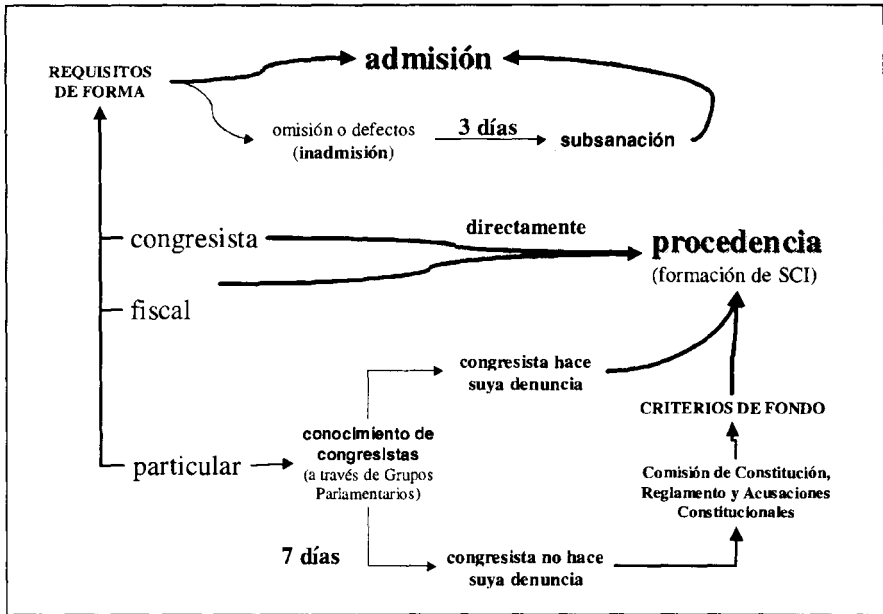 admisión
REQUISITOS
DE FORMA
omisión o defectos
(inadmisión)
3 días
subsanación
congresista
directamente
procedencia
(formación de SCI)
fiscal
congresista hace
suya denuncia
CRITERIOS DE FONDO
conocimiento de
congresistas
(a través de Grupos
Parlamentarios)
particular
Comisión de Constitución,
Reglamento y Acusaciones
Constitucionales
7 días
congresista no hace
suya denuncia